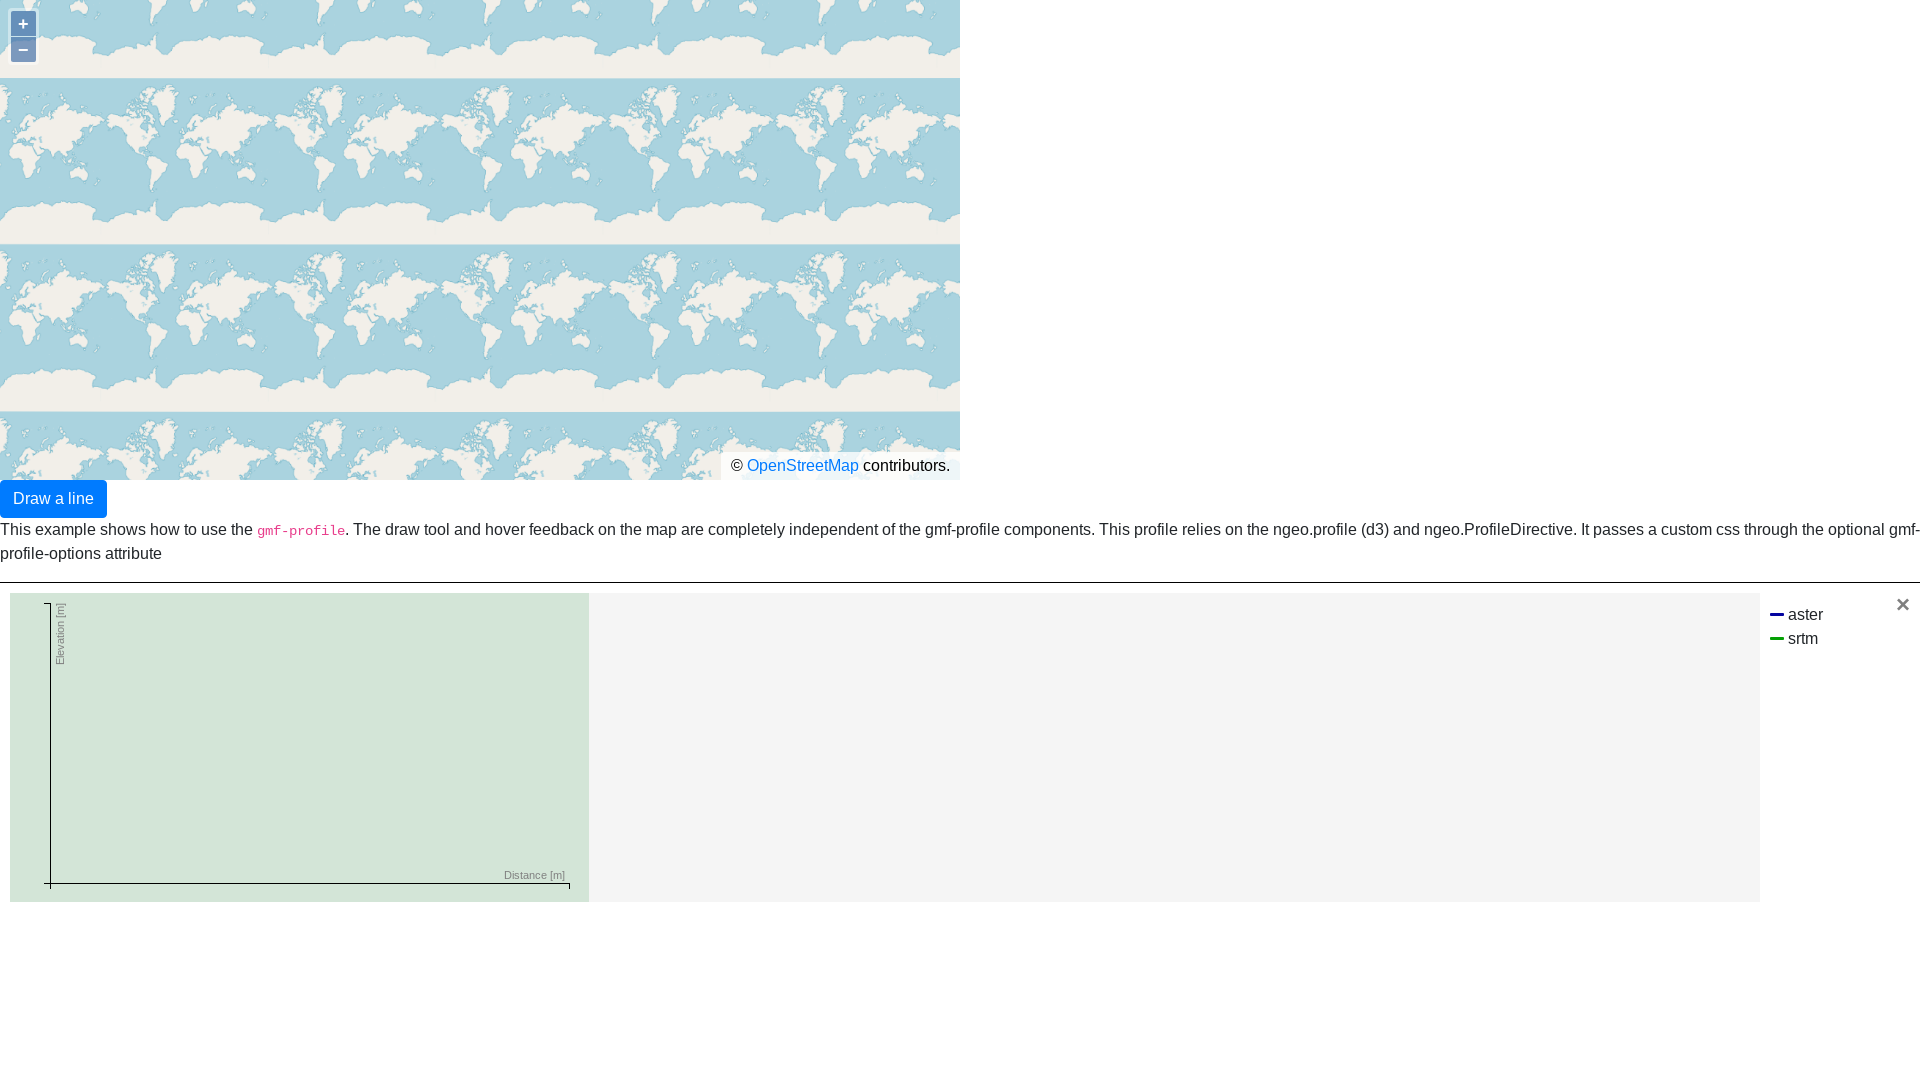 +
−
© OpenStreetMap contributors.
Draw a line
This example shows how to use the gmf-profile. The draw tool and hover feedback on the map are completely independent of the gmf-profile components. This profile relies on the ngeo.profile (d3) and ngeo.ProfileDirective. It passes a custom css through the optional gmf-
profile-options attribute
×
Elevation [m]
Distance [m]
aster
srtm